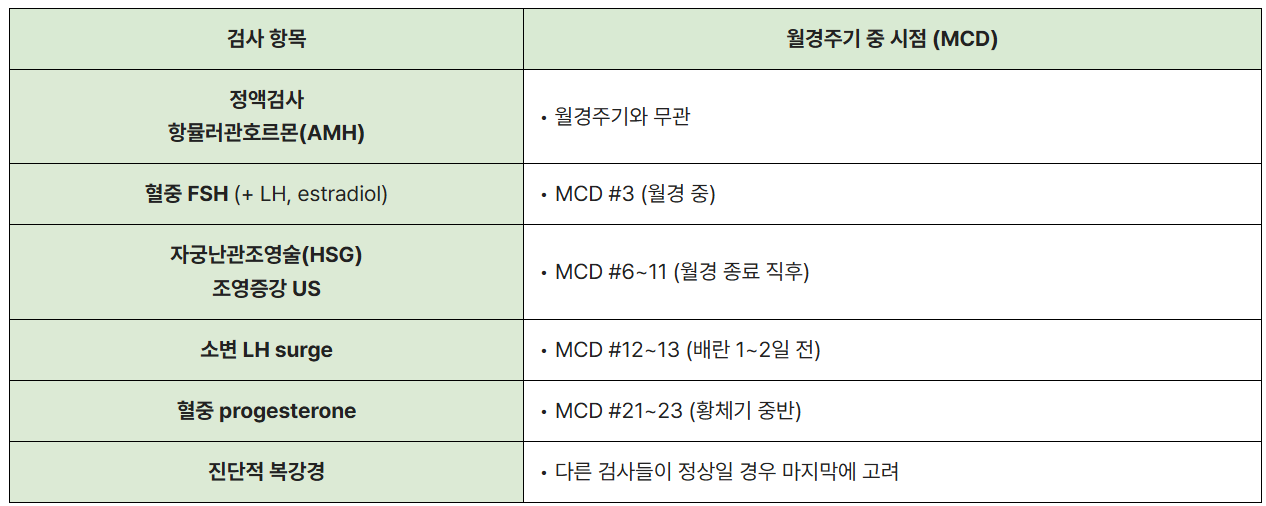 검사 항목
월경주기 중 시점 (MCD)
정액검사
항뮬러관호르몬(AMH)
• 월경주기와 무관
혈중 FSH (+ LH, estradiol)
• MCD #3 (월경 중)
자궁난관조영술(HSG)
조영증강 US
• MCD #6~11 (월경 종료 직후)
소변 LH surge
• MCD #12~13 (배란 1~2일 전)
혈중 progesterone
• MCD #21~23 (황체기 중반)
진단적 복강경
• 다른 검사들이 정상일 경우 마지막에 고려